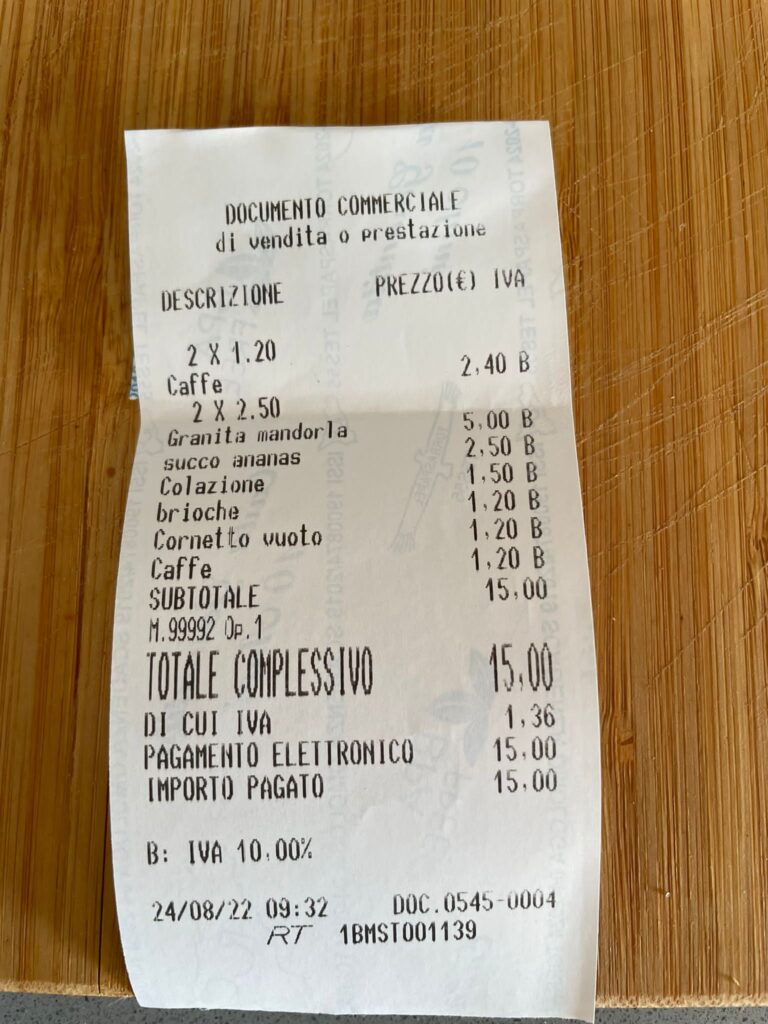 DOCUMENTO COMMERCIALE
di vendita o prestazione
DESCRIZIONE PREZZO(€) IVA
2 X 1.20
Caffe 2,40 B
2 X 2.50
Granita mandorla 5,00 B
succo ananas 2,50 B
Colazione 1,50 B
brioche 1,20 B
Cornetto vuoto 1,20 B
Caffe 1,20 B
SUBTOTALE 15,00
M.99992 Op.1
TOTALE COMPLESSIVO 15,00
DI CUI IVA 1,36
PAGAMENTO ELETTRONICO 15,00
IMPORTO PAGATO 15,00
B: IVA 10,00%
24/08/22 09:32 DOC.0545-0004
RT 1BMST001139